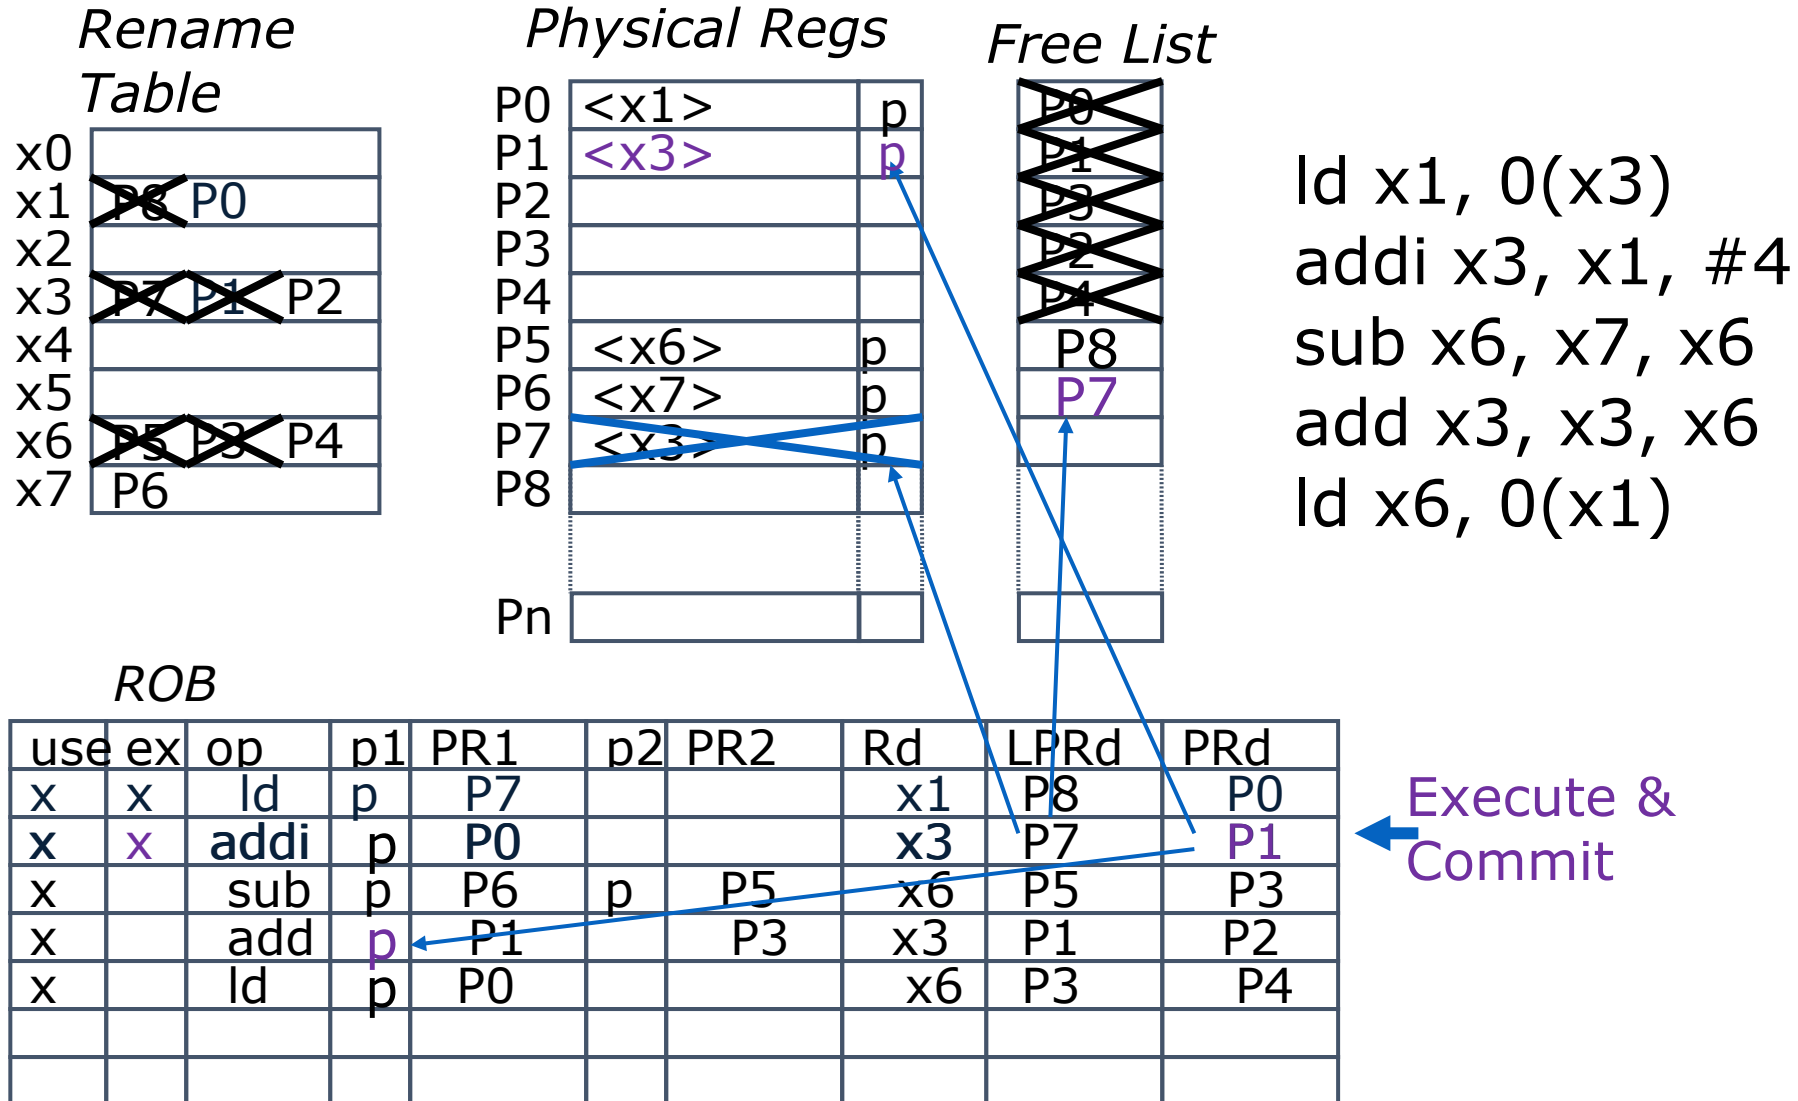 Rename
Table
x0
x1 P8 P0
x2
x3 P7 P1 P2
x4
x5
x6 P5 P3 P4
x7 P6
Physical Regs
P0 <x1> p
P1 <x3> p
P2
P3
P4
P5 <x6> p
P6 <x7> p
P7 <x3> p
P8
Pn
Free List
P0
P1
P3
P2
P4
P8
P7
ld x1, 0(x3)
addi x3, x1, #4
sub x6, x7, x6
add x3, x3, x6
ld x6, 0(x1)
ROB
use ex op p1 PR1 p2 PR2 Rd LPRd PRd
x x ld p P7 x1 P8 P0
x x addi p P0 x3 P7 P1
x sub p P6 p P5 x6 P5 P3
x add p P1 P3 x3 P1 P2
x ld p P0 x6 P3 P4
Execute &
Commit